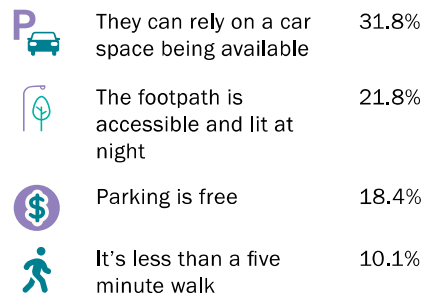 P
They can rely on a car 31.8%
space being available
The footpath is 21.8%
accessible and lit at
night
$
Parking is free 18.4%
It's less than a five 10.1%
minute walk